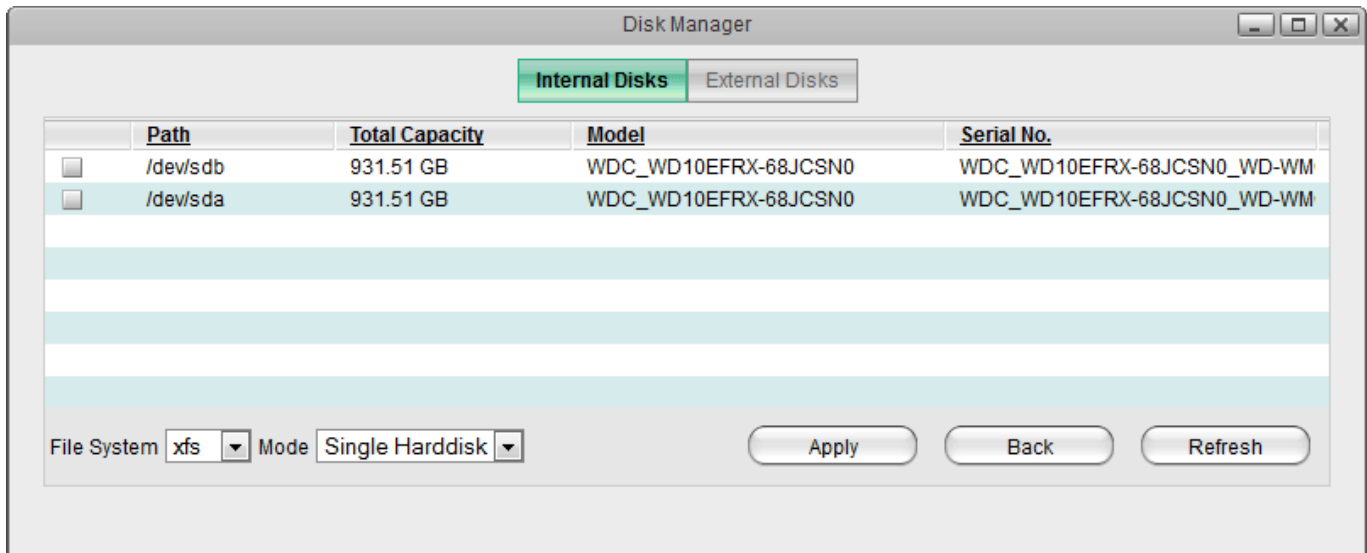 Disk Manager
Internal Disks External Disks
Path Total Capacity Model Serial No.
/dev/sdb 931.51 GB WDC_WD10EFRX-68JCSN0 WDC_WD10EFRX-68JCSN0_WD-WM
/dev/sda 931.51 GB WDC_WD10EFRX-68JCSN0 WDC_WD10EFRX-68JCSN0_WD-WM
File System xfs Mode Single Harddisk Apply Back Refresh